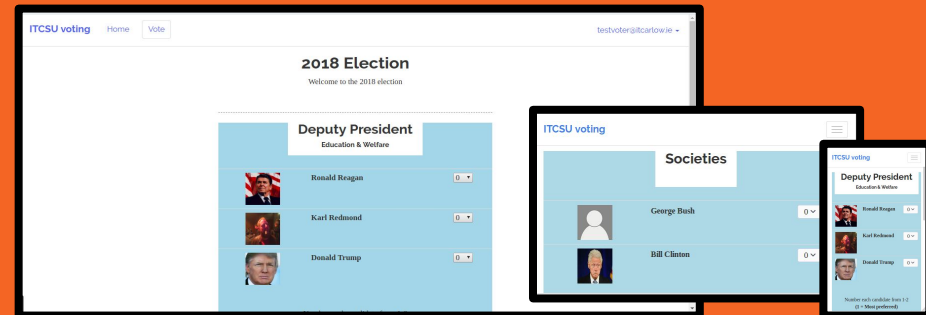 ITCSU voting Home Vote testvoter@itcarlow.ie
2018 Election
Welcome to the 2018 election
Deputy President
Education & Welfare
Ronald Reagan 0
Karl Redmond 0
Donald Trump 0
ITCSU voting
Societies
George Bush 0
Bill Clinton 0
ITCSU voting
Deputy President
Education & Welfare
Ronald Reagan 0
Karl Redmond 0
Donald Trump 0
Number each candidate from 1-2
(1 = Most preferred)